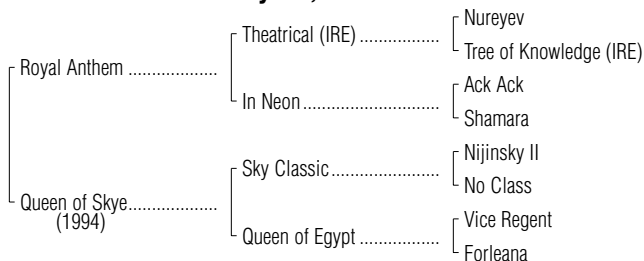 Nureyev
Theatrical (IRE)
Tree of Knowledge (IRE)
Royal Anthem
Ack Ack
In Neon
Shamara
Nijinsky II
Sky Classic
No Class
Queen of Skye
(1994)
Vice Regent
Queen of Egypt
Forleana